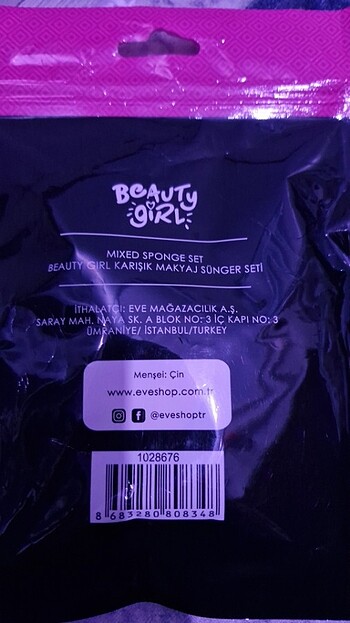 BEAUTY
GIRL
MIXED SPONGE SET
BEAUTY GIRL KARIŞIK MAKYAJ SÜNGER SETİ
İTHALATÇI: EVE MAĞAZACILIK A.Ş.
SARAY MAH. NAYA SK. A BLOK NO: 3 İÇ KAPI NO: 3
ÜMRANİYE/ İSTANBUL/TURKEY
Menşei: Çin
www.eveshop.com.tr
@eveshoptr
1028676
8 683280 808348